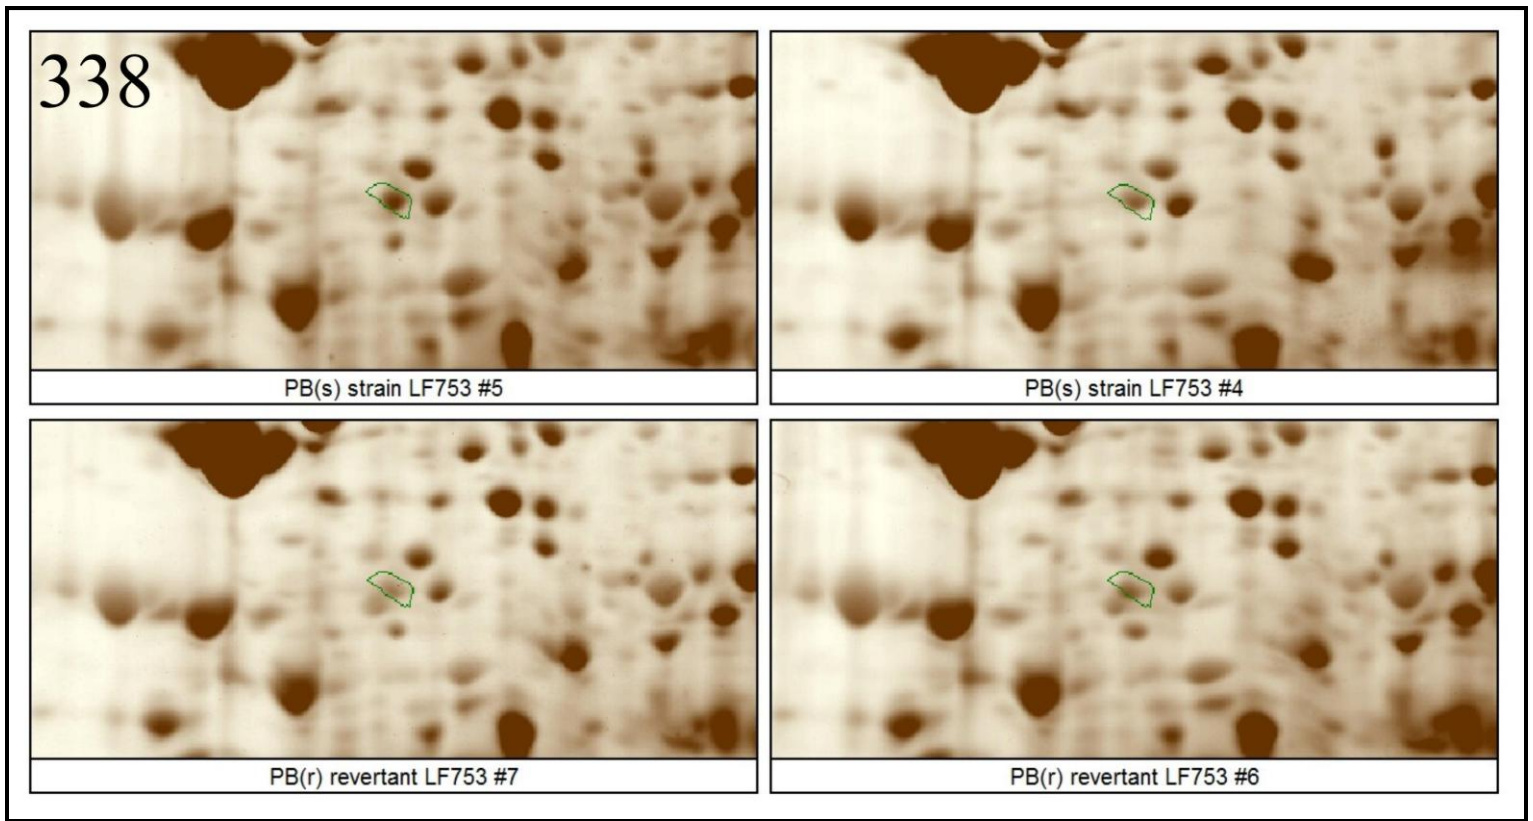 338
PB(s) strain LF753 #5
PB(s) strain LF753 #4
PB(r) revertant LF753 #7
PB(r) revertant LF753 #6